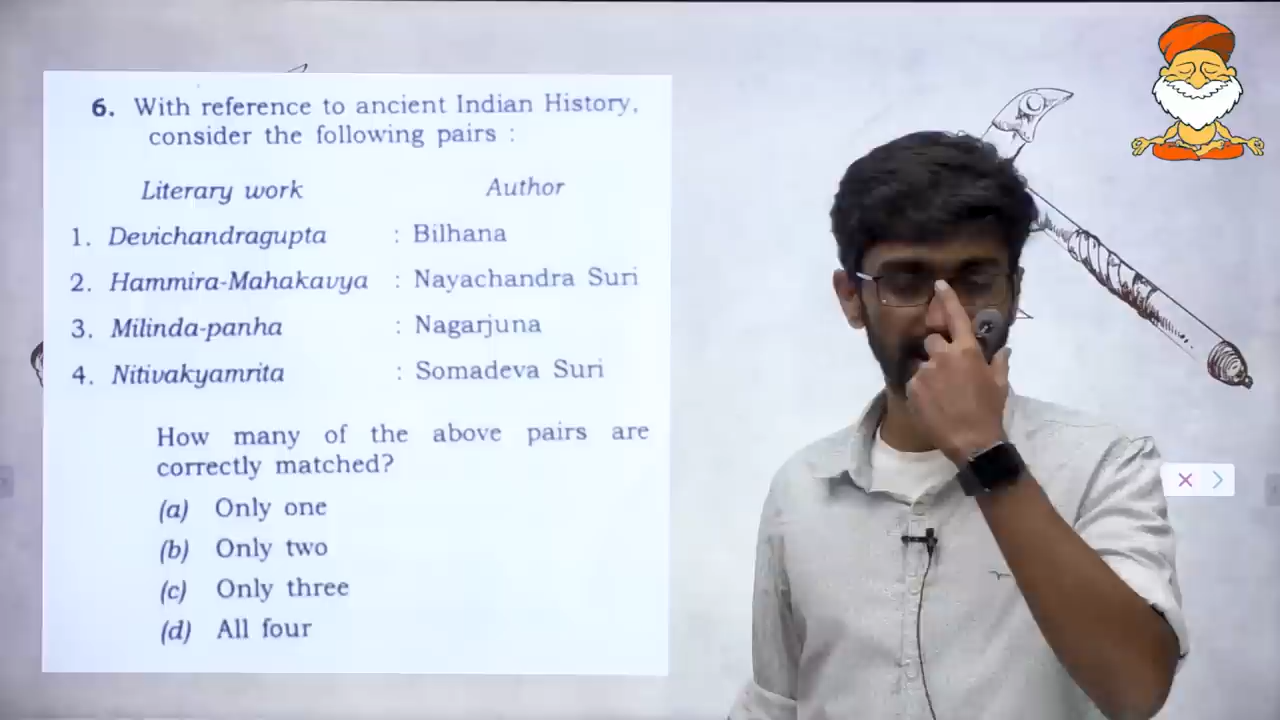 6. With reference to ancient Indian History,
consider the following pairs :
Literary work Author
1. Devichandragupta : Bilhana
2. Hammira-Mahakavya : Nayachandra Suri
3. Milinda-panha : Nagarjuna
4. Nitivakyamrita : Somadeva Suri
How many of the above pairs are
correctly matched?
(a) Only one
(b) Only two
(c) Only three
(d) All four